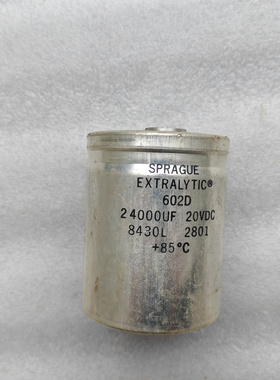 SPRAGUE
EXTRALYTIC®
602D
24000UF 20VDC
8430L 2801
+85°C